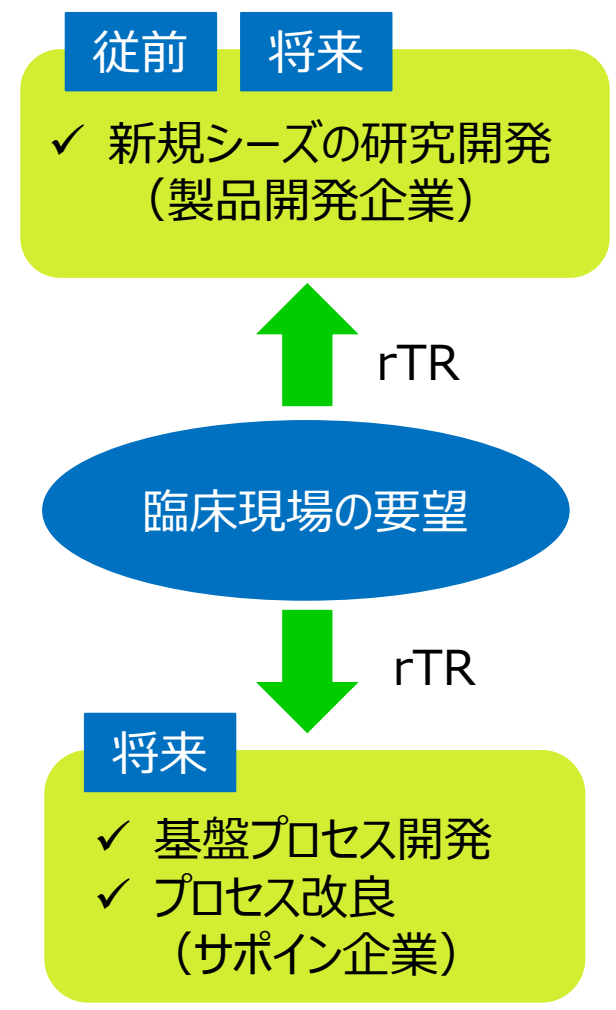 従前 将来
✓ 新規シーズの研究開発
（製品開発企業）
rTR
臨床現場の要望
rTR
将来
✓ 基盤プロセス開発
✓ プロセス改良
（サポイン企業）